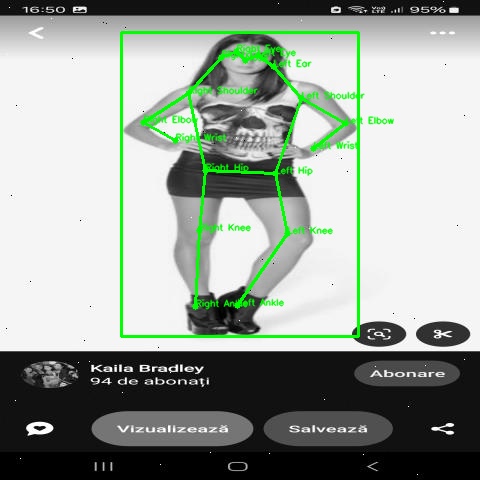 16:50 95%
Right Eye Eye
Left Ear
Right Shoulder Left Shoulder
Elbow Left Elbow
Right Wrist Left Wrist
Right Hip Left Hip
Right Knee Left Knee
Right Ankle Left Ankle
Kaila Bradley
94 de abonați
Abonare
Vizualizează Salvează